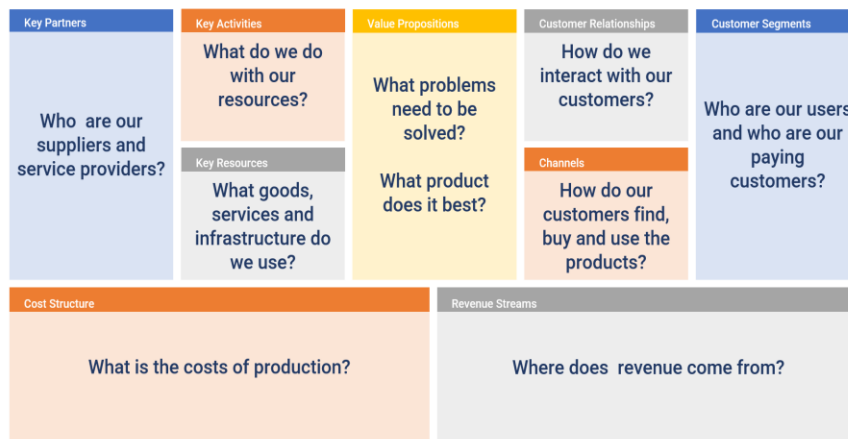 Key Partners
Who are our
suppliers and
service providers?
Key Activities
What do we do
with our
resources?
Key Resources
What goods,
services and
infrastructure do
we use?
Value Propositions
What problems
need to be
solved?
What product
does it best?
Customer Relationships
How do we
interact with our
customers?
Channels
How do our
customers find,
buy and use the
products?
Customer Segments
Who are our users
and who are our
paying
customers?
Cost Structure
What is the costs of production?
Revenue Streams
Where does revenue come from?